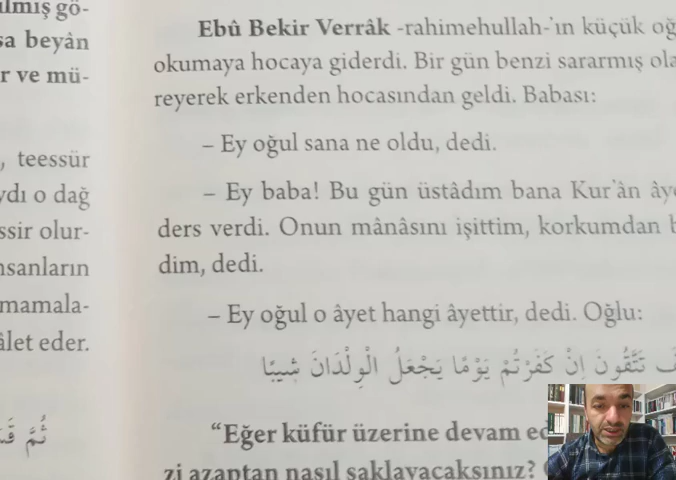 ılmış gö-
sa beyân
r ve mü-
, teessür
ydı o dağ
ssir olur-
nsanların
mamala-
âlet eder.
ثُمَّ
Ebû Bekir Verrâk -rahimehullah-'ın küçük oğ
okumaya hocaya giderdi. Bir gün benzi sararmış ola
reyerek erkenden hocasından geldi. Babası:
– Ey oğul sana ne oldu, dedi.
– Ey baba! Bu gün üstâdım bana Kur'ân âye
ders verdi. Onun mânâsını işittim, korkumdan
dim, dedi.
– Ey oğul o âyet hangi âyettir, dedi. Oğlu:
تَتَّقُونَ اِنْ كَفَرْتُمْ يَوْمًا يَجْعَلُ الْوِلْدَانَ شِيبًا
“Eğer küfür üzerine devam ed
zi azaptan nasıl saklayacaksınız?